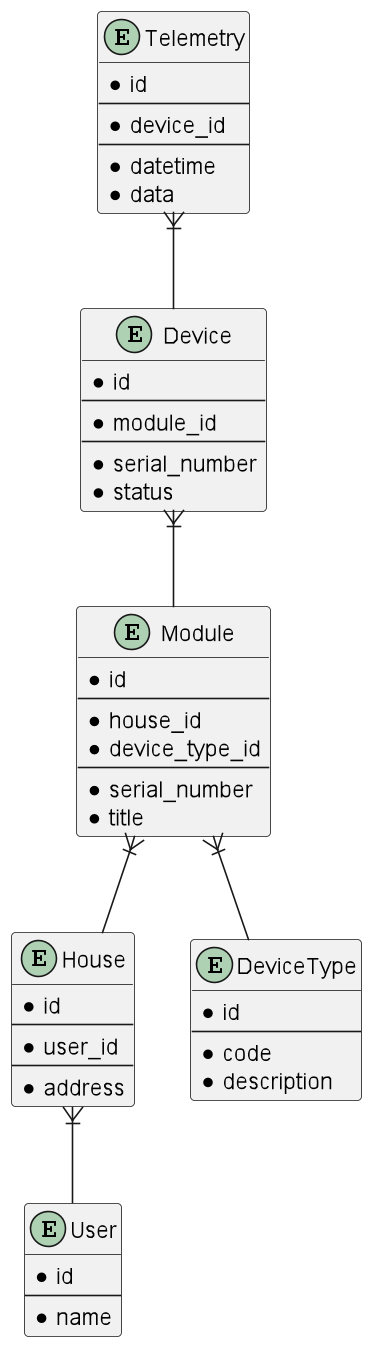 E Telemetry
id
device_id
datetime
data
E Device
id
module_id
serial_number
status
E Module
id
house_id
device_type_id
serial_number
title
E House
id
user_id
address
E DeviceType
id
code
description
E User
id
name